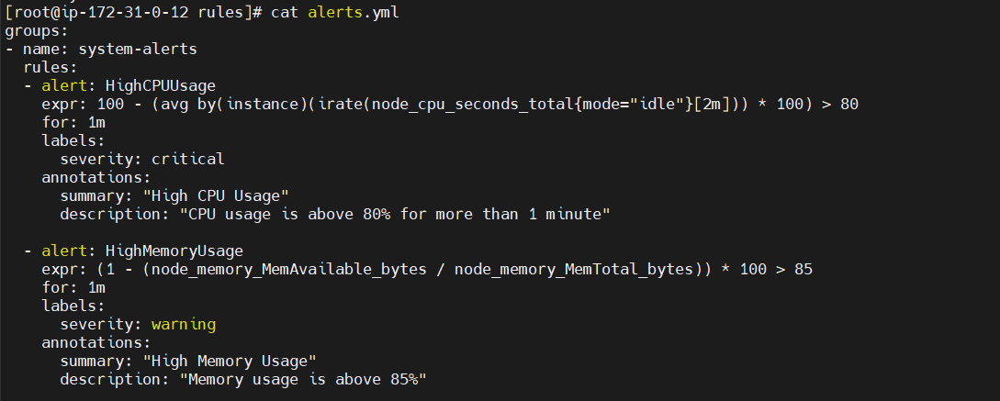 [root@ip-172-31-0-12 rules]# cat alerts.yml
groups:
- name: system-alerts
  rules:
  - alert: HighCPUUsage
    expr: 100 - (avg by(instance)(irate(node_cpu_seconds_total{mode="idle"}[2m])) * 100) > 80
    for: 1m
    labels:
      severity: critical
    annotations:
      summary: "High CPU Usage"
      description: "CPU usage is above 80% for more than 1 minute"

  - alert: HighMemoryUsage
    expr: (1 - (node_memory_MemAvailable_bytes / node_memory_MemTotal_bytes)) * 100 > 85
    for: 1m
    labels:
      severity: warning
    annotations:
      summary: "High Memory Usage"
      description: "Memory usage is above 85%"